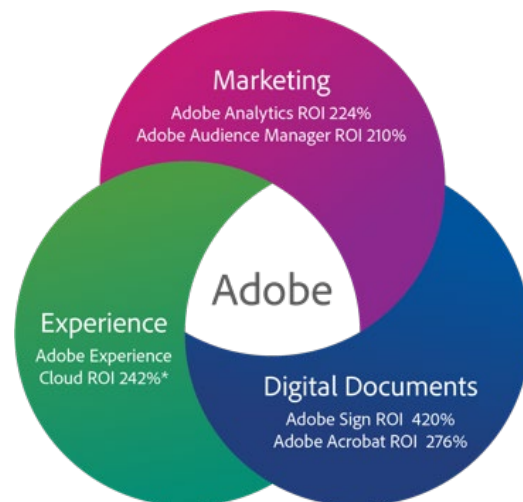 Marketing
Adobe Analytics ROI 224%
Adobe Audience Manager ROI 210%
Adobe
Experience
Adobe Experience
Cloud ROI 242%*
Digital Documents
Adobe Sign ROI 420%
Adobe Acrobat ROI 276%